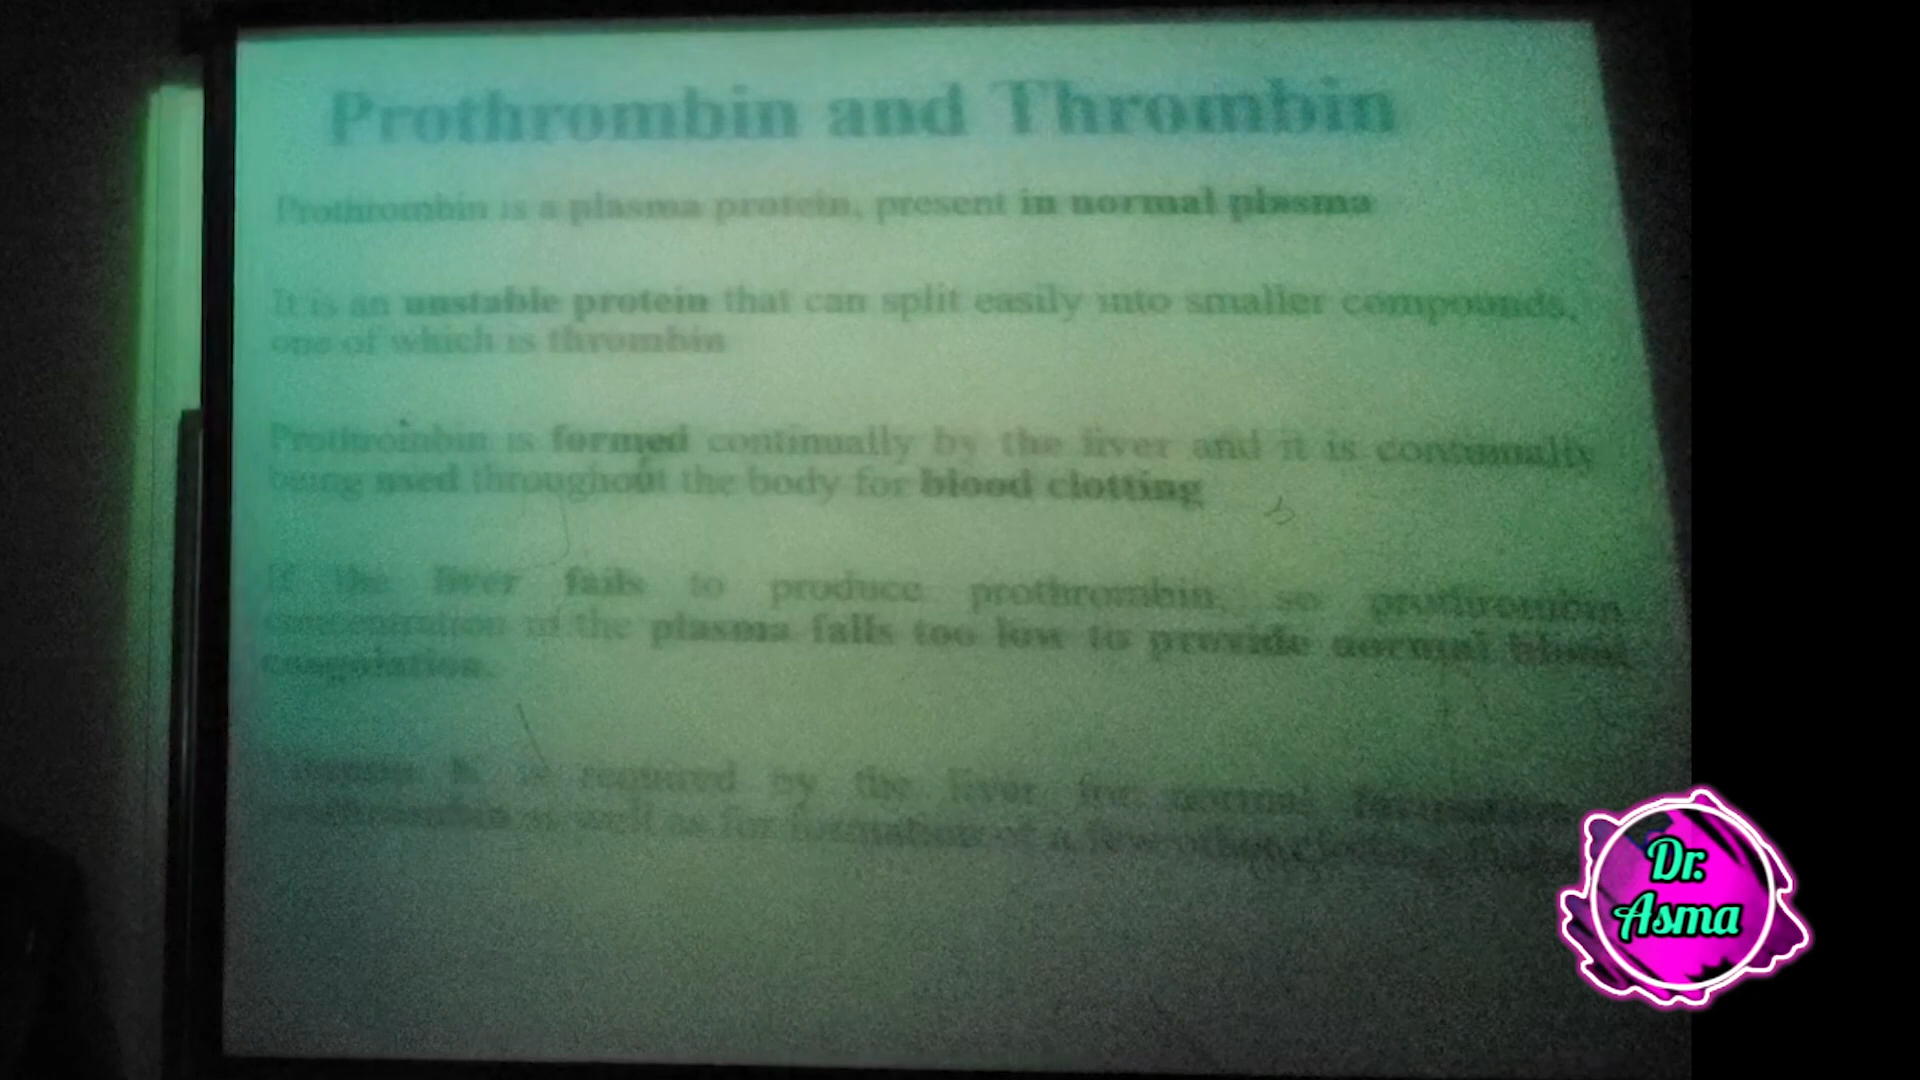 Prothrombin and Thrombin
Prothrombin is a plasma protein, present in normal plasma
It is an unstable protein that can split easily into smaller compounds,
one of which is thrombin
Prothrombin is formed continually by the liver and it is continually
being used throughout the body for blood clotting
If the liver fails to produce prothrombin, so prothrombin
concentration in the plasma falls too low to provide normal blood
coagulation.
K is required by the liver for normal
as well as for formation of a few other
Dr.
Asma